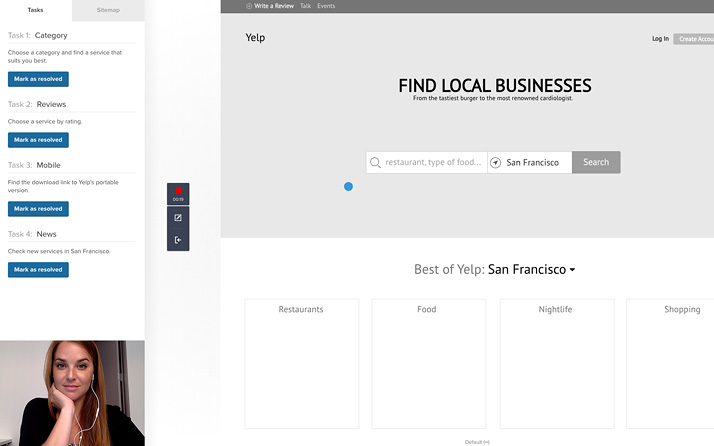 Tasks
Sitemap
Task 1: Category
Choose a category and find a service that
suits you best.
Mark as resolved
Task 2: Reviews
Choose a service by rating.
Mark as resolved
Task 3: Mobile
Find the download link to Yelp's portable
version.
Mark as resolved
Task 4: News
Check new services in San Francisco.
Mark as resolved
00:19
Write a Review Talk Events
Yelp
Log In
Create Accou
FIND LOCAL BUSINESSES
From the tastiest burger to the most renowned cardiologist.
restaurant, type of food...
San Francisco
Search
Best of Yelp: San Francisco
Restaurants
Food
Nightlife
Shopping
Default (∞)